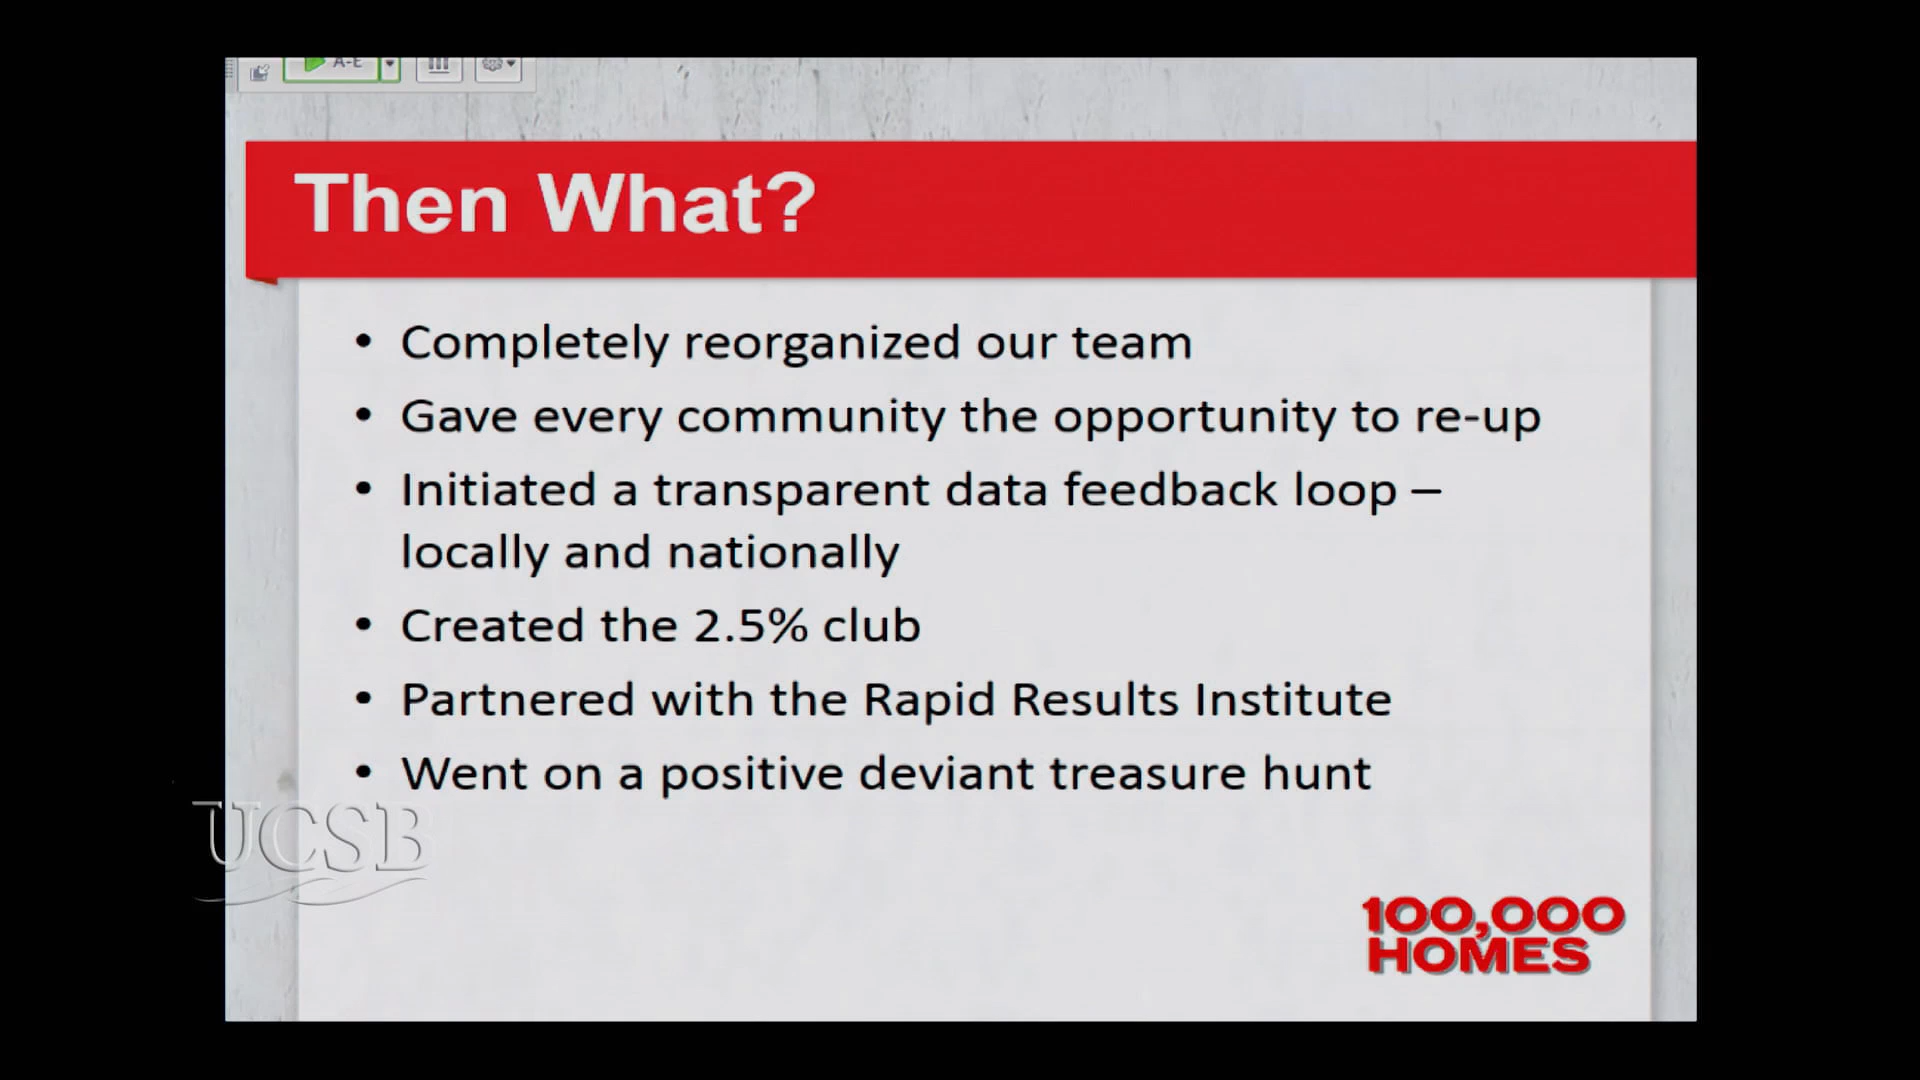 A-E
Then What?
• Completely reorganized our team
• Gave every community the opportunity to re-up
• Initiated a transparent data feedback loop –
locally and nationally
• Created the 2.5% club
• Partnered with the Rapid Results Institute
• Went on a positive deviant treasure hunt
UCSB
100,000
HOMES